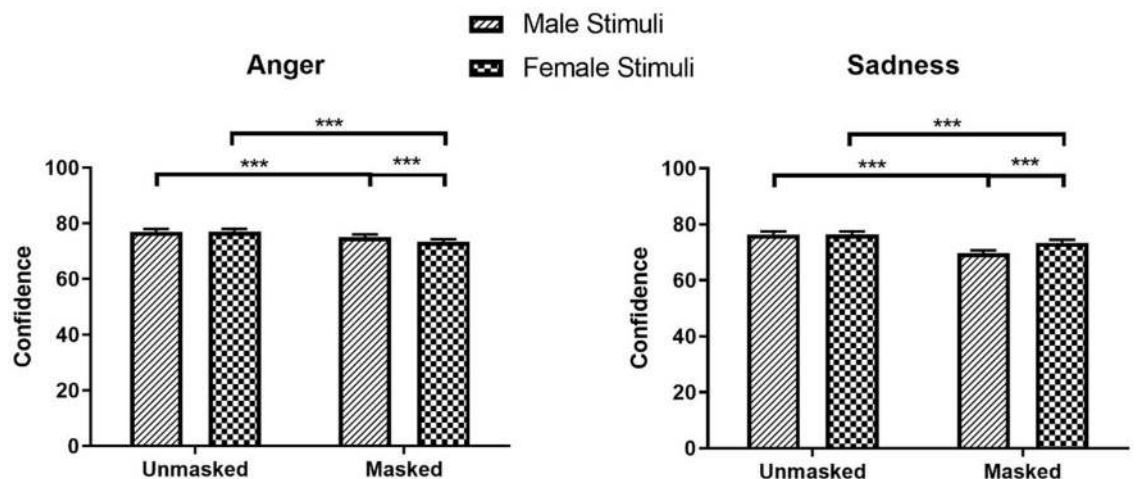 Male Stimuli
Female Stimuli
Anger
***
***
***
100
80
60
40
20
0
Confidence
Unmasked
Masked
Sadness
***
***
***
100
80
60
40
20
0
Confidence
Unmasked
Masked